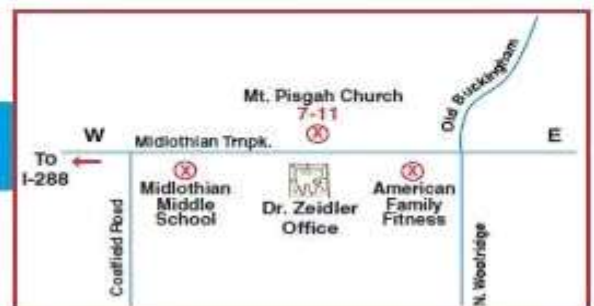 Mt. Pisgah Church
7-11
X
Old Buckingham
W
Midlothian Trnpk.
E
To
I-288
X
Midlothian
Middle
School
Dr. Zeidler
Office
X
American
Family
Fitness
Coalfield Road
N. Woolridge